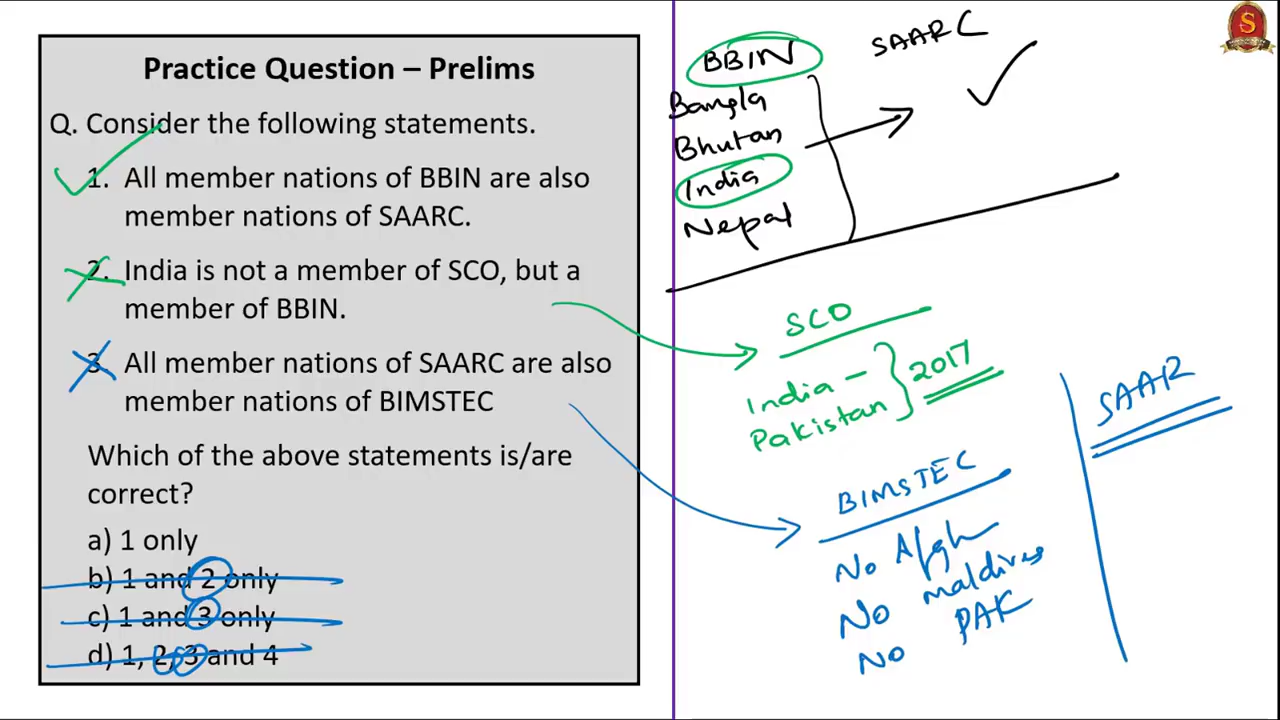 Practice Question – Prelims
Q. Consider the following statements.
1. All member nations of BBIN are also
member nations of SAARC.
2. India is not a member of SCO, but a
member of BBIN.
3. All member nations of SAARC are also
member nations of BIMSTEC
Which of the above statements is/are
correct?
a) 1 only
b) 1 and 2 only
c) 1 and 3 only
d) 1, 2, 3 and 4
BBIN
Bangla
Bhutan
India
Nepal
SAARC
SCO
India –
Pakistan
2017
BIMSTEC
No Afgh
No maldives
No PAK
SAAR
S